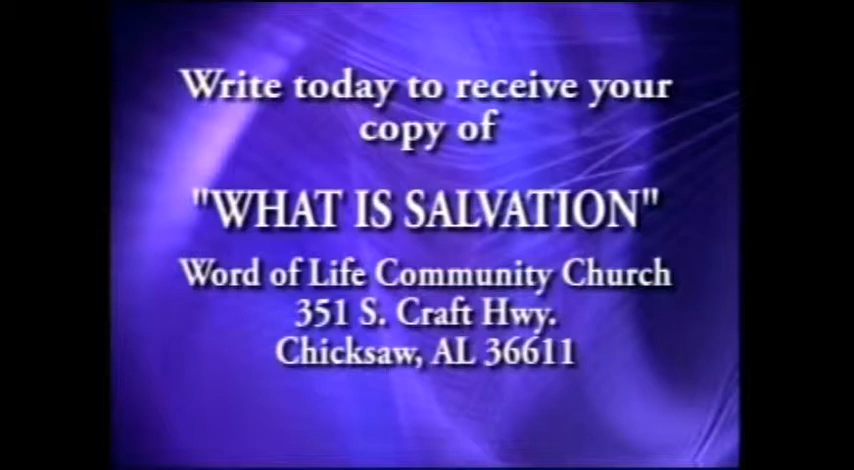 Write today to receive your
copy of
"WHAT IS SALVATION"
Word of Life Community Church
351 S. Craft Hwy.
Chicksaw, AL 36611